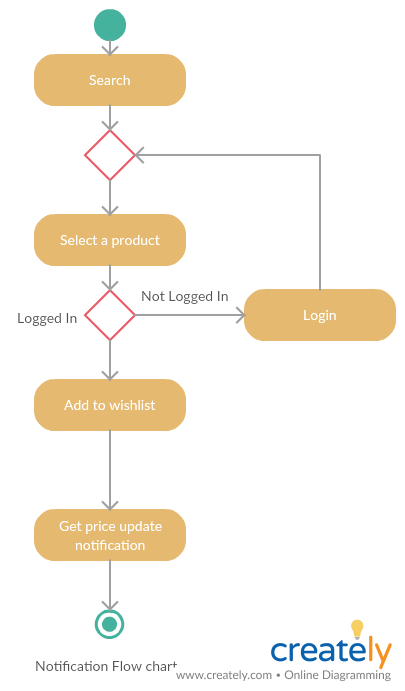 Search
Select a product
Not Logged In
Logged In
Login
Add to wishlist
Get price update
notification
Notification Flow chart
creately
www.creately.com • Online Diagramming